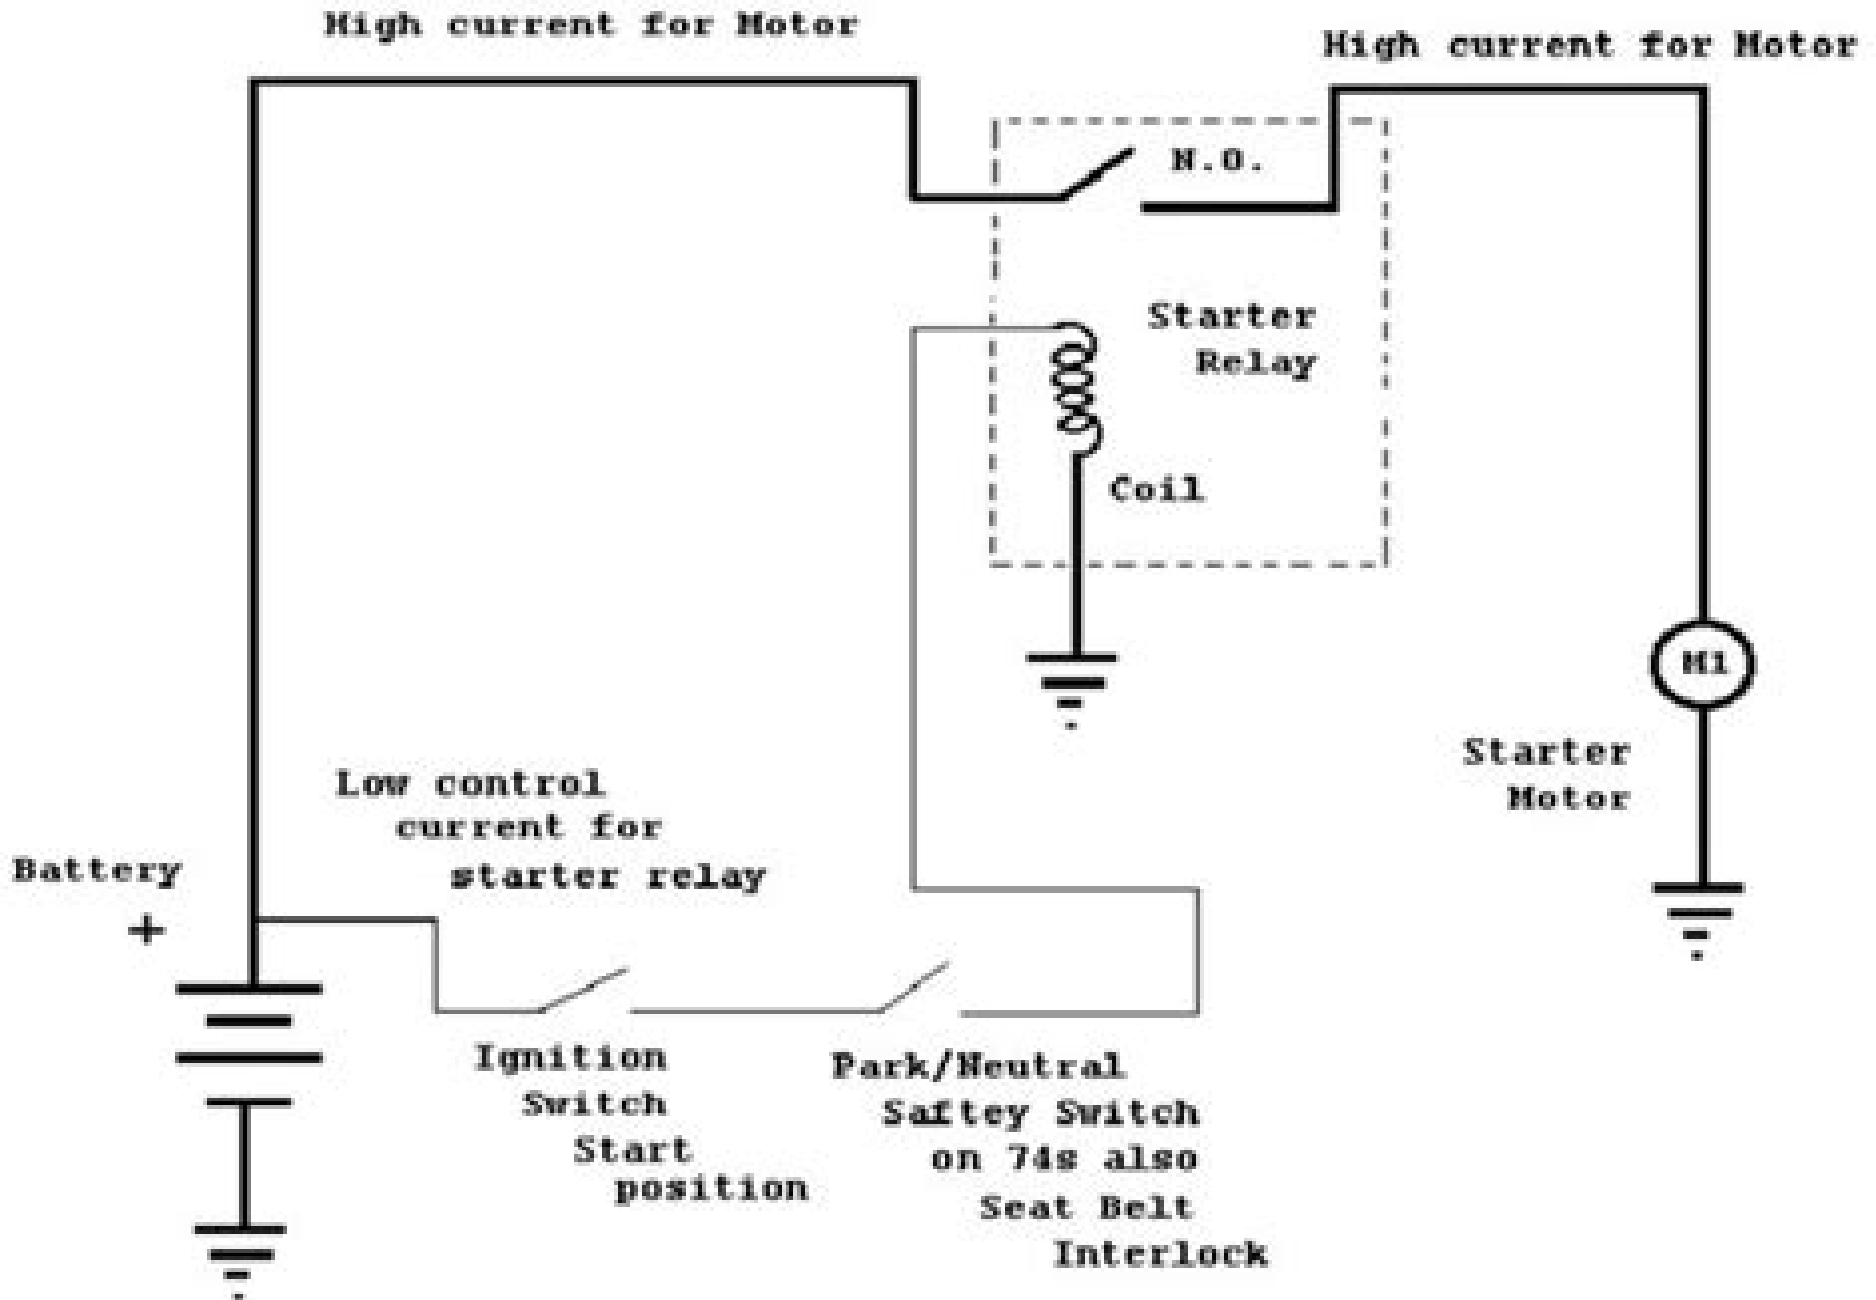 High current for Motor
High current for Motor
N.O.
Starter
Relay
Coil
M1
Starter
Motor
Low control
current for
starter relay
Battery
+
Ignition
Switch
Start
position
Park/Neutral
Saftey Switch
on 74s also
Seat Belt
Interlock